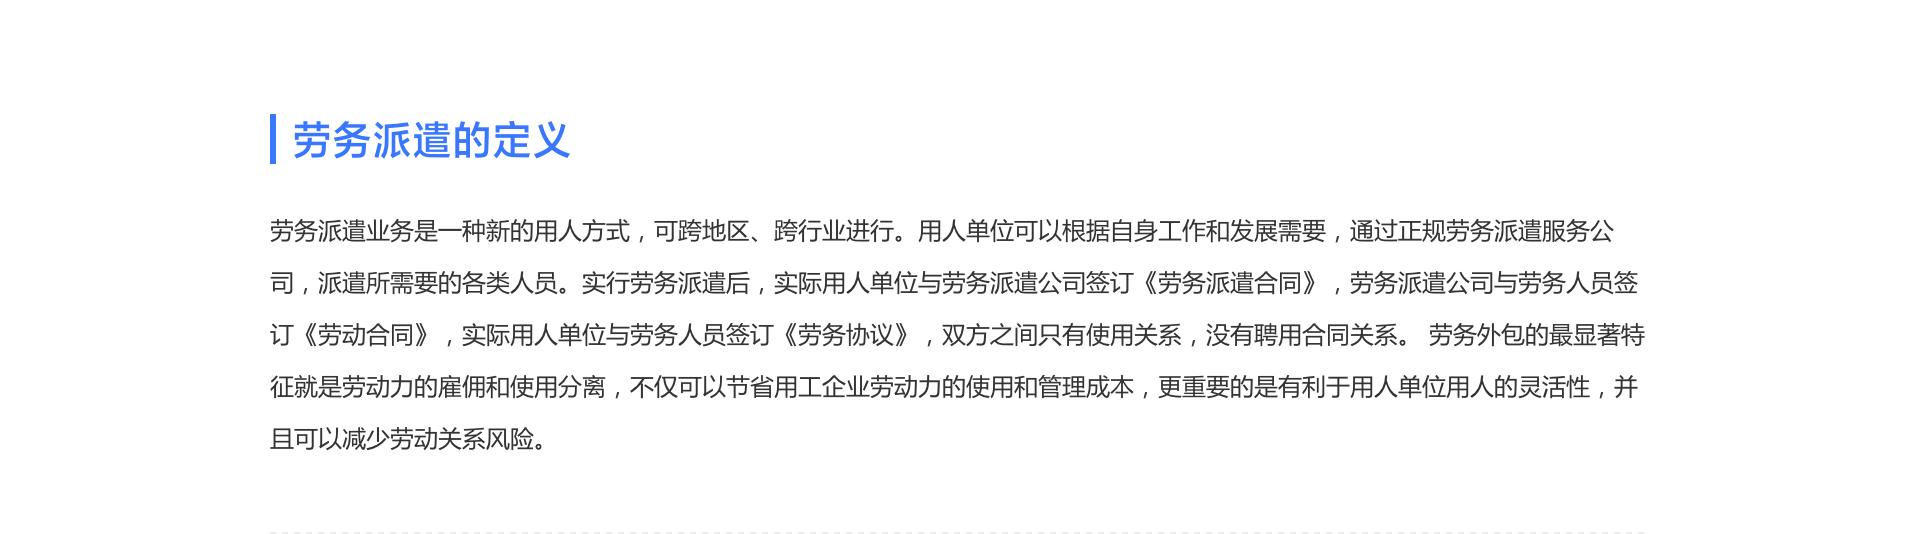 劳务派遣的定义
劳务派遣业务是一种新的用人方式，可跨地区、跨行业进行。用人单位可以根据自身工作和发展需要，通过正规劳务派遣服务公
司，派遣所需要的各类人员。实行劳务派遣后，实际用人单位与劳务派遣公司签订《劳务派遣合同》，劳务派遣公司与劳务人员签
订《劳动合同》，实际用人单位与劳务人员签订《劳务协议》，双方之间只有使用关系，没有聘用合同关系。 劳务外包的最显著特
征就是劳动力的雇佣和使用分离，不仅可以节省用工企业劳动力的使用和管理成本，更重要的是有利于用人单位用人的灵活性，并
且可以减少劳动关系风险。